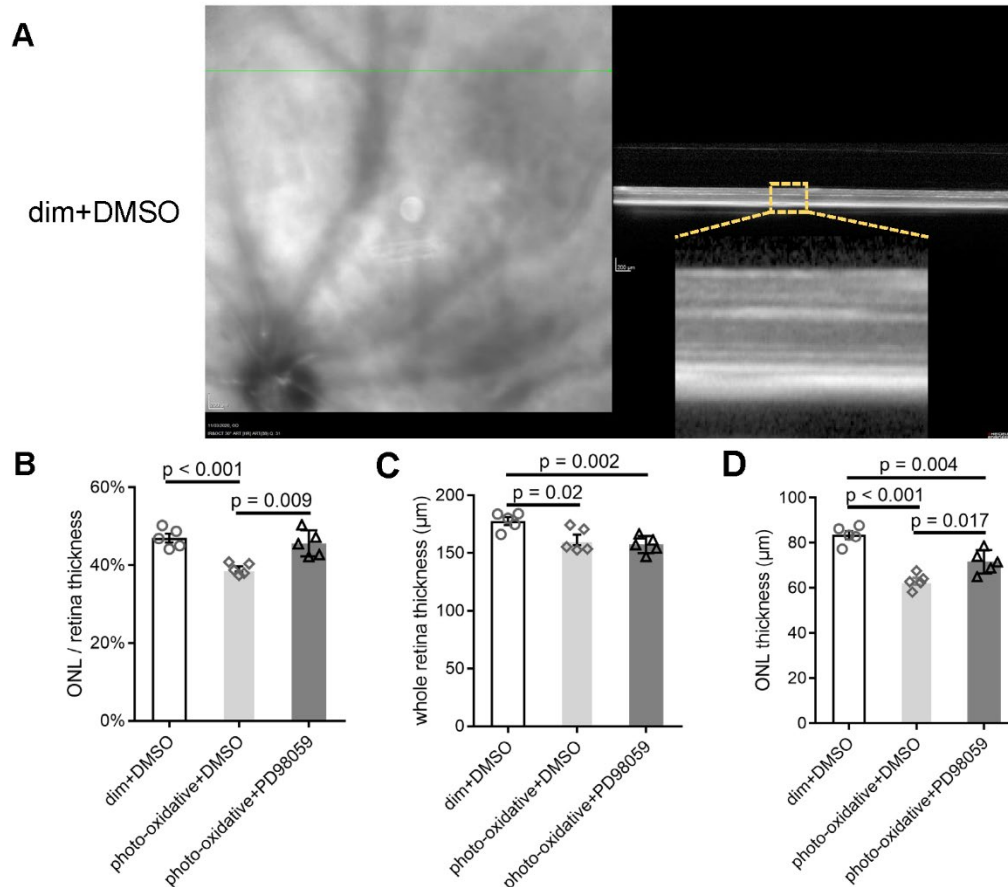 A
dim+DMSO
200 µm
B
p < 0.001
p = 0.009
ONL / retina thickness
60%
40%
20%
0%
dim+DMSO
photo-oxidative+DMSO
photo-oxidative+PD98059
C
p = 0.002
p = 0.02
whole retina thickness (µm)
200
150
100
50
0
dim+DMSO
photo-oxidative+DMSO
photo-oxidative+PD98059
D
p = 0.004
p < 0.001
p = 0.017
ONL thickness (µm)
100
80
60
40
20
0
dim+DMSO
photo-oxidative+DMSO
photo-oxidative+PD98059